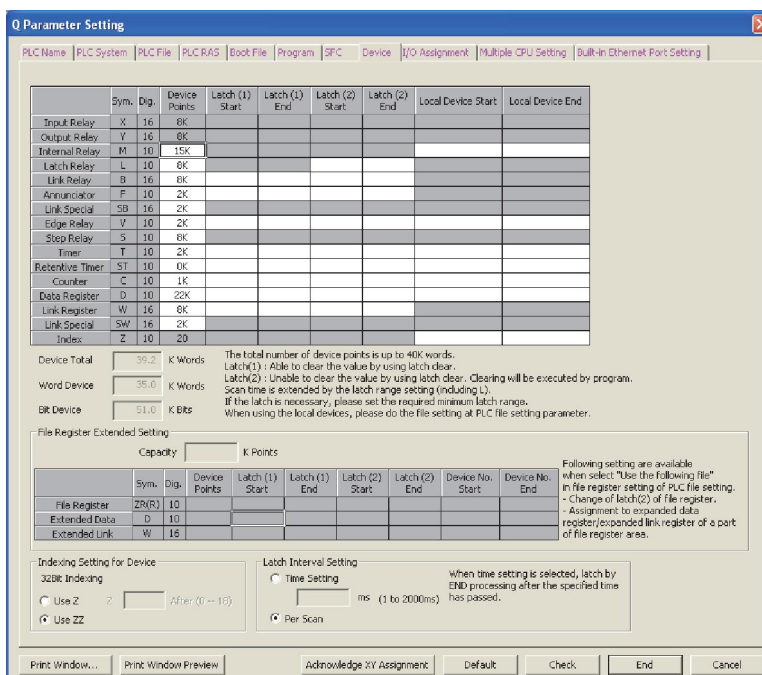 Q Parameter Setting
PLC Name PLC System PLC File PLC RAS Boot File Program SFC Device I/O Assignment Multiple CPU Setting Built-in Ethernet Port Setting
Sym. Dig. Device Points Latch (1) Start Latch (1) End Latch (2) Start Latch (2) End Local Device Start Local Device End
Input Relay X 16 8K
Output Relay Y 16 8K
Internal Relay M 10 15K
Latch Relay L 10 8K
Link Relay B 16 8K
Annunciator F 10 2K
Link Special SB 16 2K
Edge Relay V 10 2K
Step Relay S 10 8K
Timer T 10 2K
Retentive Timer ST 10 0K
Counter C 10 1K
Data Register D 10 22K
Link Register W 16 8K
Link Special SW 16 2K
Index Z 10 20
Device Total 39.2 K Words
Word Device 35.0 K Words
Bit Device 51.0 K Bits
The total number of device points is up to 40K words.
Latch(1) : Able to clear the value by using latch clear.
Latch(2) : Unable to clear the value by using latch clear. Clearing will be executed by program.
Scan time is extended by the latch range setting (including L).
If the latch is necessary, please set the required minimum latch range.
When using the local devices, please do the file setting at PLC file setting parameter.
File Register Extended Setting
Capacity K Points
Sym. Dig. Device Points Latch (1) Start Latch (1) End Latch (2) Start Latch (2) End Device No. Start Device No. End
File Register ZR(R) 10
Extended Data D 10
Extended Link W 16
Following setting are available
when select "Use the following file"
in file register setting of PLC file setting.
- Change of latch(2) of file register.
- Assignment to expanded data
register/expanded link register of a part
of file register area.
Indexing Setting for Device
32Bit Indexing
Use Z Z After (0 -- 18)
Use ZZ
Latch Interval Setting
Time Setting
ms (1 to 2000ms)
Per Scan
When time setting is selected, latch by
END processing after the specified time
has passed.
Print Window... Print Window Preview Acknowledge XY Assignment Default Check End Cancel